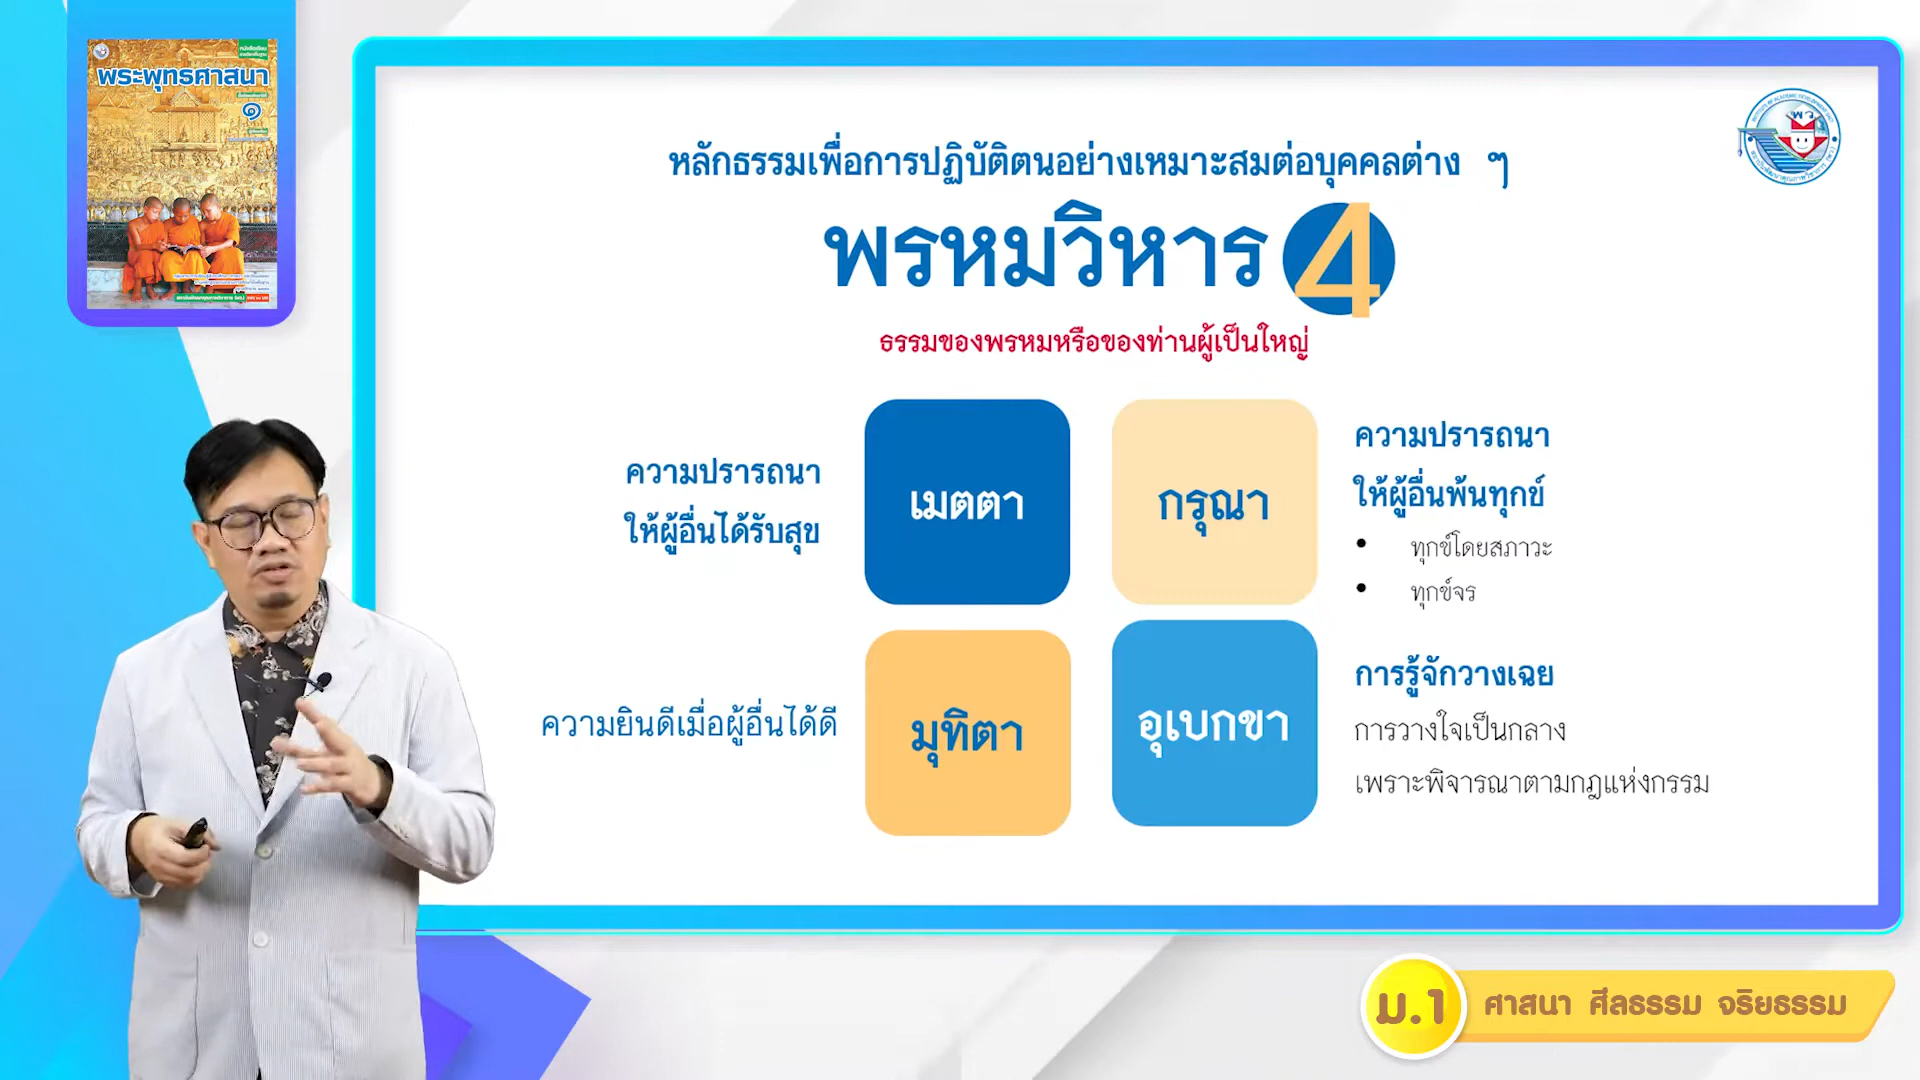 พระพุทธศาสนา
๑
หลักธรรมเพื่อการปฏิบัติตนอย่างเหมาะสมต่อบุคคลต่าง ๆ
พรหมวิหาร 4
ธรรมของพรหมหรือของท่านผู้เป็นใหญ่
ความปรารถนา
ให้ผู้อื่นได้รับสุข
เมตตา
กรุณา
ความปรารถนา
ให้ผู้อื่นพ้นทุกข์
• ทุกข์โดยสภาวะ
• ทุกข์จร
ความยินดีเมื่อผู้อื่นได้ดี
มุทิตา
อุเบกขา
การรู้จักวางเฉย
การวางใจเป็นกลาง
เพราะพิจารณาตามกฎแห่งกรรม
พว
ม.1
ศาสนา ศีลธรรม จริยธรรม